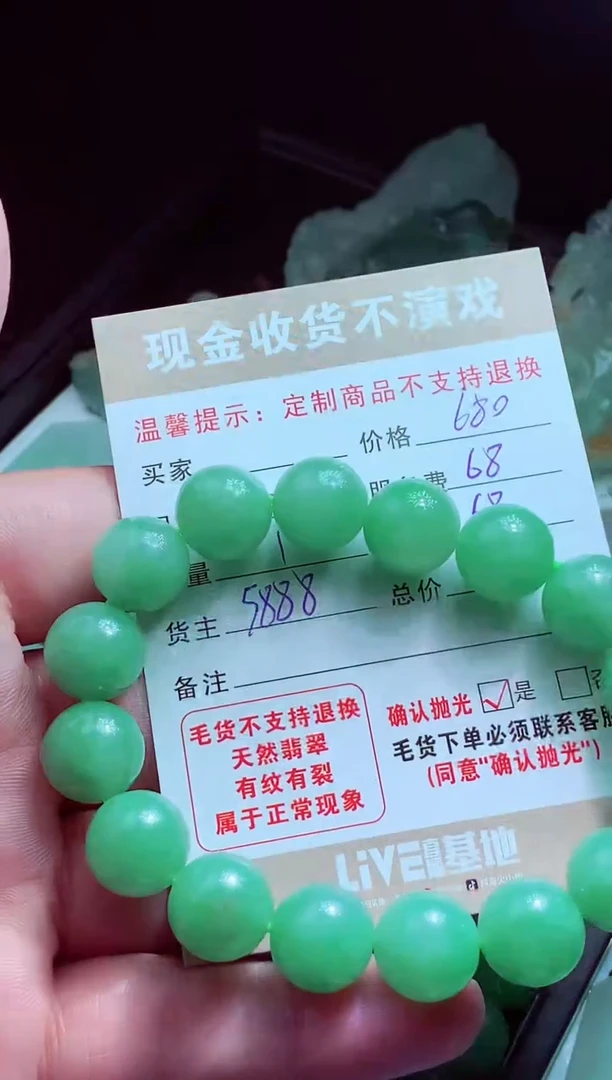 现金收货不演戏
温馨提示：定制商品不支持退换
买家 价格 680
费 68
量 1
货主 5888 总价
备注
毛货不支持退换
天然翡翠
有纹有裂
属于正常现象
确认抛光 是
毛货下单必须联系客服
(同意"确认抛光")
LiVE 基地